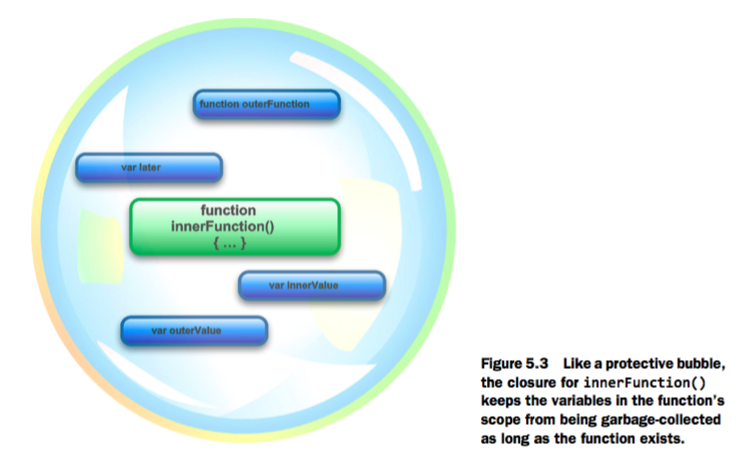 function outerFunction
var later
function
innerFunction()
{ ... }
var innerValue
var outerValue
Figure 5.3 Like a protective bubble,
the closure for innerFunction()
keeps the variables in the function's
scope from being garbage-collected
as long as the function exists.